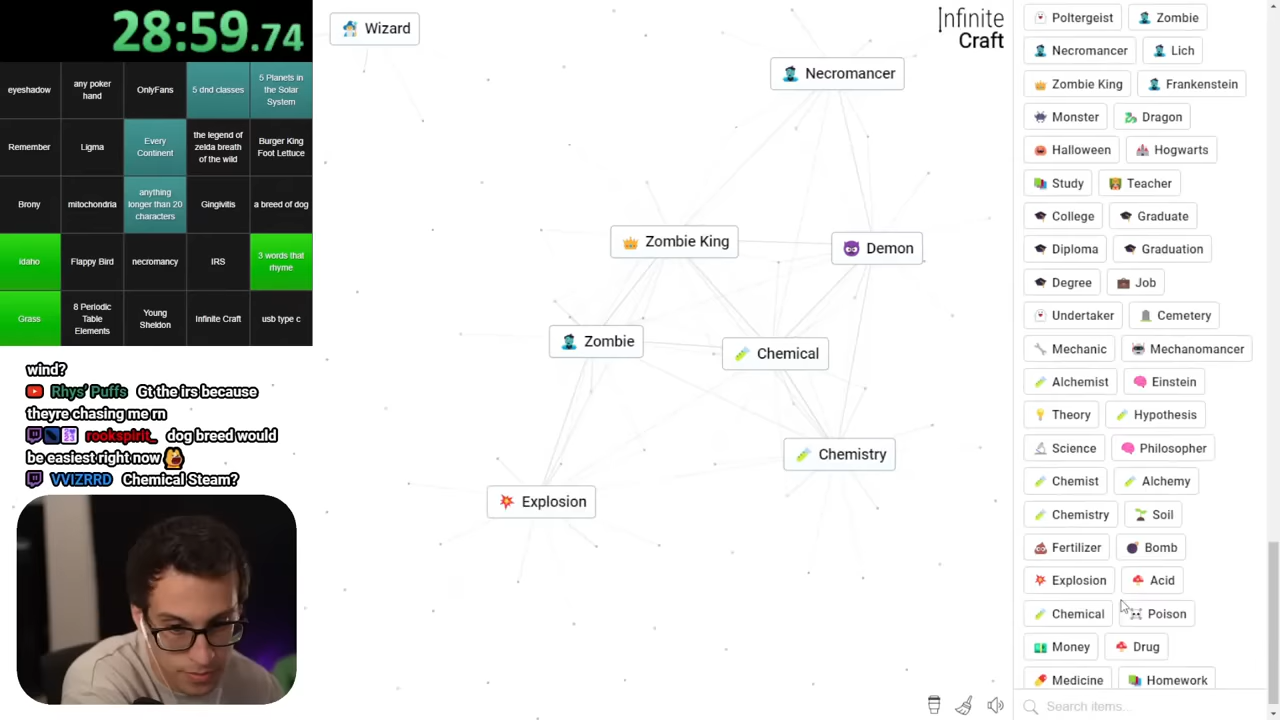 28:59.74
eyeshadow
any poker hand
OnlyFans
5 dnd classes
5 Planets in the Solar System
Remember
Ligma
Every Continent
the legend of zelda breath of the wild
Burger King Foot Lettuce
Brony
mitochondria
anything longer than 20 characters
Gingivitis
a breed of dog
idaho
Flappy Bird
necromancy
IRS
3 words that rhyme
Grass
8 Periodic Table Elements
Young Sheldon
Infinite Craft
usb type c
wind?
Rhys' Puffs Gt the irs because
theyre chasing me rn
rookspirit_ dog breed would
be easiest right now
VVIZRRD Chemical Steam?
Wizard
Infinite
Craft
Necromancer
Zombie King
Demon
Zombie
Chemical
Chemistry
Explosion
Poltergeist Zombie
Necromancer Lich
Zombie King Frankenstein
Monster Dragon
Halloween Hogwarts
Study Teacher
College Graduate
Diploma Graduation
Degree Job
Undertaker Cemetery
Mechanic Mechanomancer
Alchemist Einstein
Theory Hypothesis
Science Philosopher
Chemist Alchemy
Chemistry Soil
Fertilizer Bomb
Explosion Acid
Chemical Poison
Money Drug
Medicine Homework
Search items...